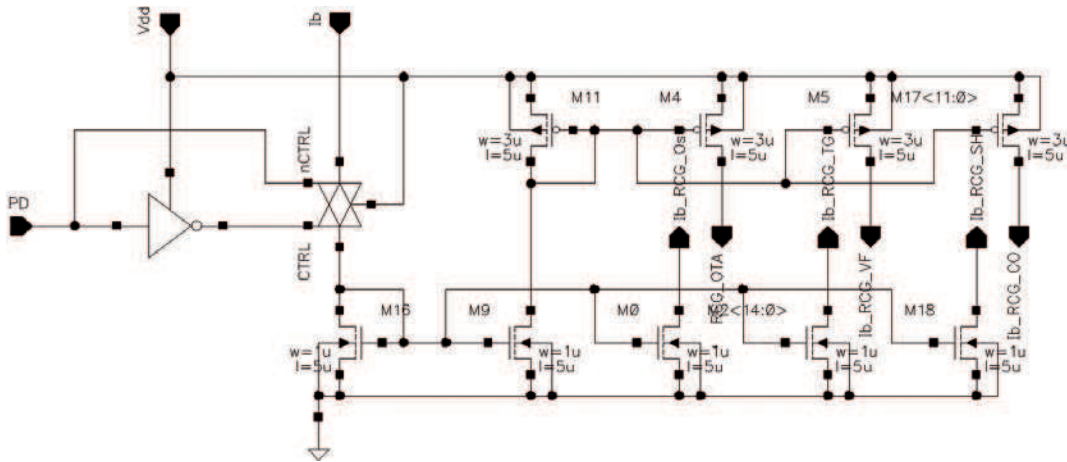 Vdd
Ib
M11
M4
M5
M17<11:0>
w=3u
l=5u
w=3u
l=5u
w=3u
l=5u
w=3u
l=5u
nCTRL
PD
CTRL
Ib_RCG_Os
Ib_RCG_TG
Ib_RCG_SH
RCG_OTA
Ib_RCG_VF
Ib_RCG_CO
M16
M9
M0
M2<14:0>
M18
w=1u
l=5u
w=1u
l=5u
w=1u
l=5u
w=1u
l=5u
w=1u
l=5u